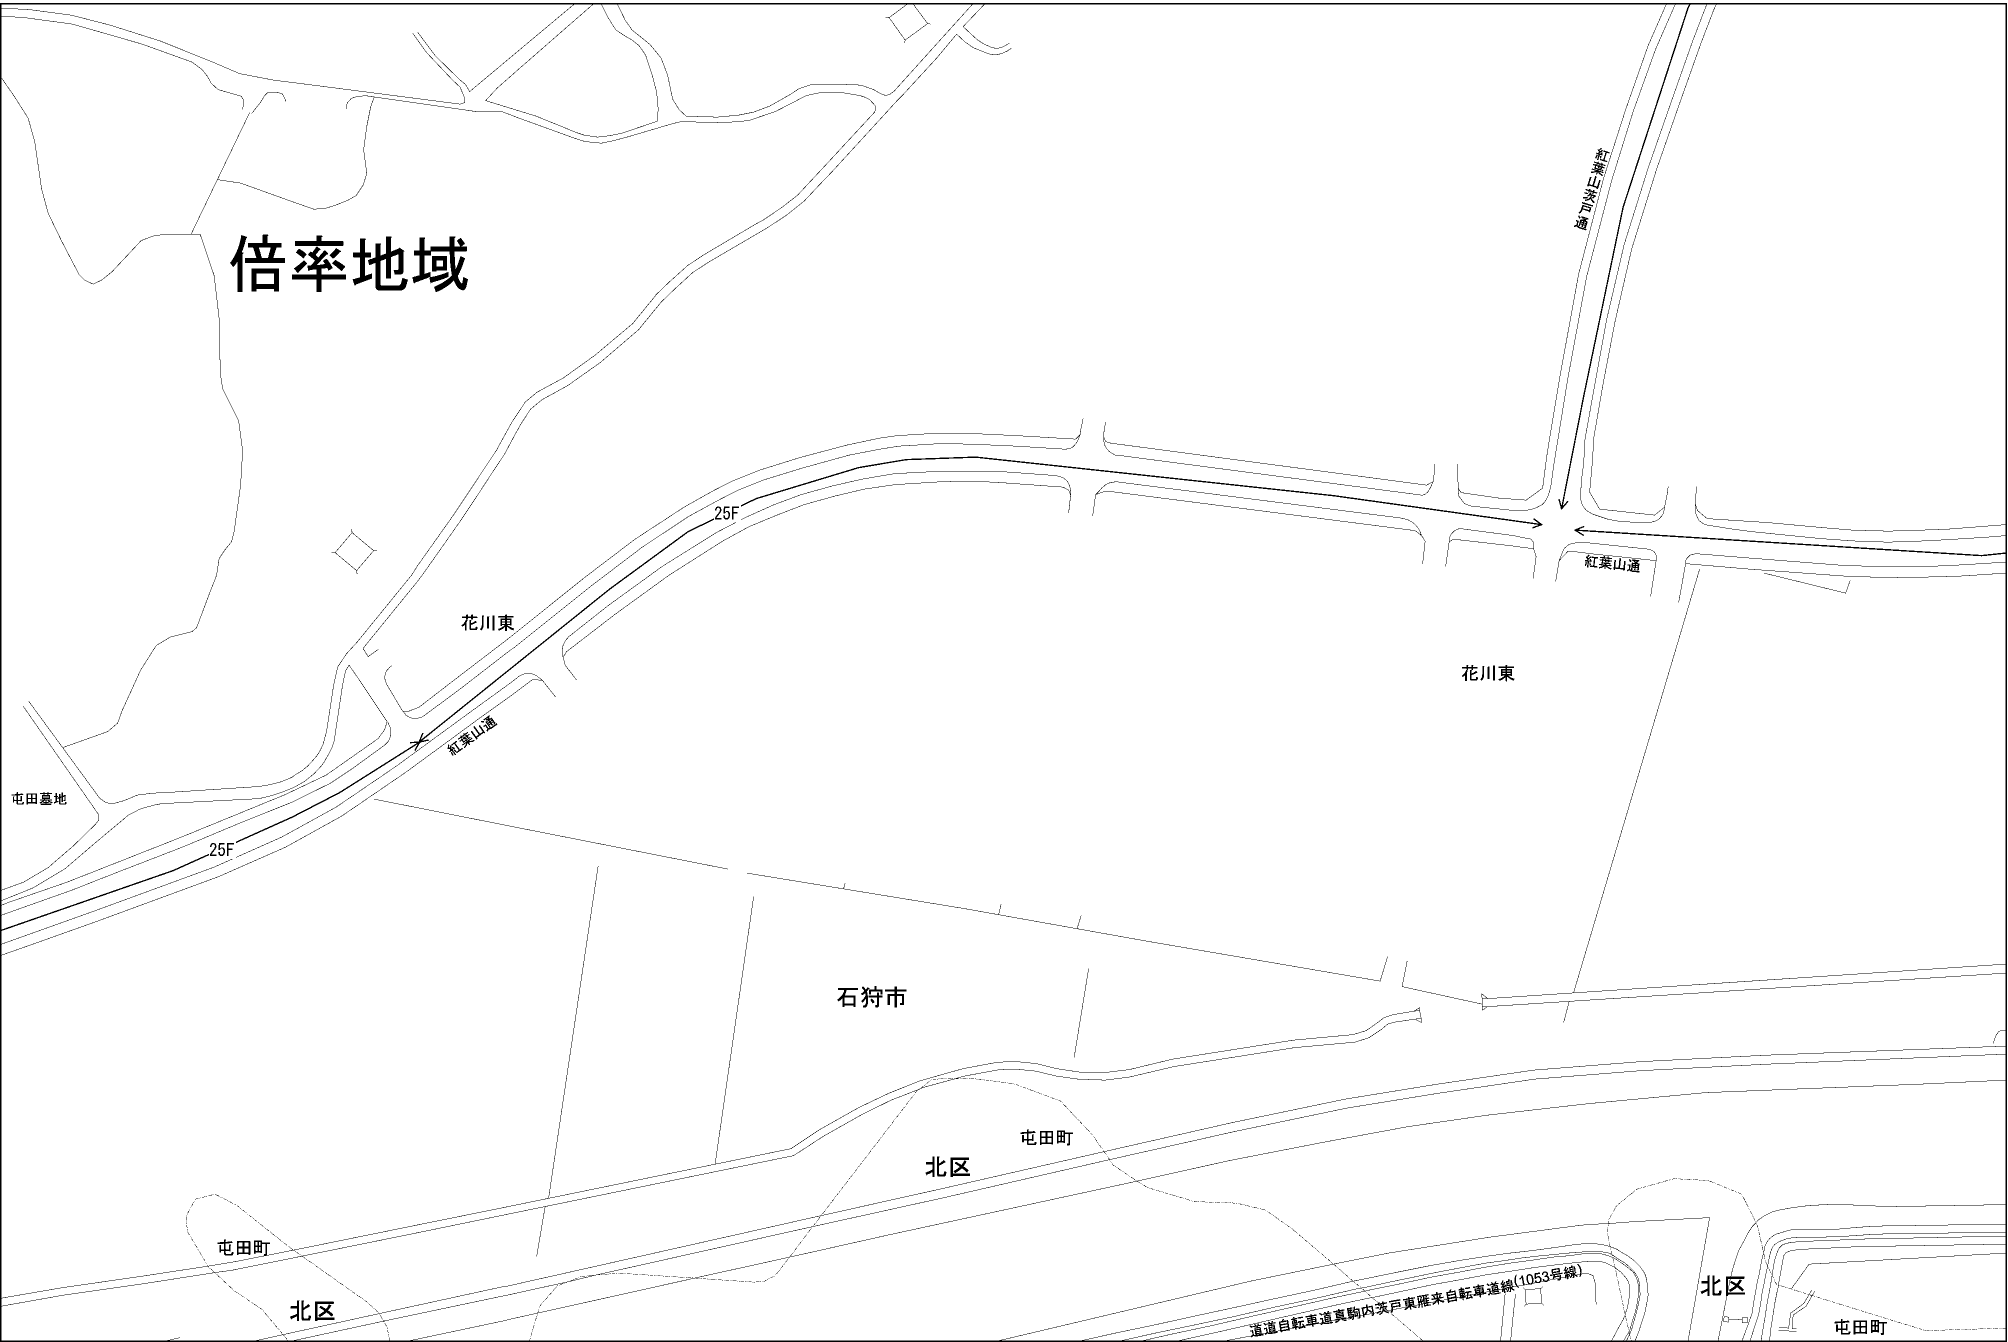 紅葉山茨戸通
倍率地域
25F
紅葉山通
花川東
花川東
紅葉山通
屯田墓地
25F
石狩市
屯田町
北区
屯田町
北区
道道自転車道真駒内茨戸東雁来自転車道線(1053号線)
北区
屯田町